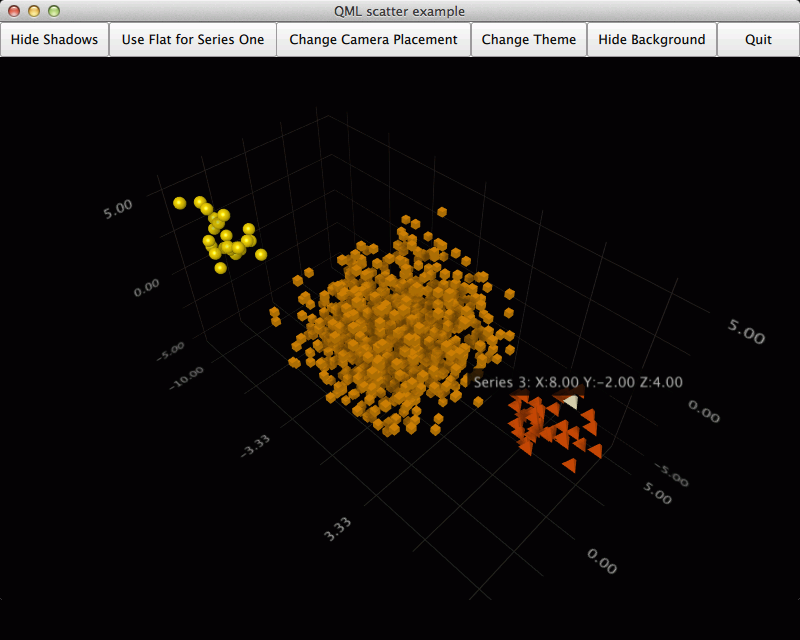 QML scatter example
Hide Shadows
Use Flat for Series One
Change Camera Placement
Change Theme
Hide Background
Quit
5.00
0.00
-5.00
-10.00
-3.33
3.33
Series 3: X:8.00 Y:-2.00 Z:4.00
5.00
0.00
-5.00
5.00
0.00